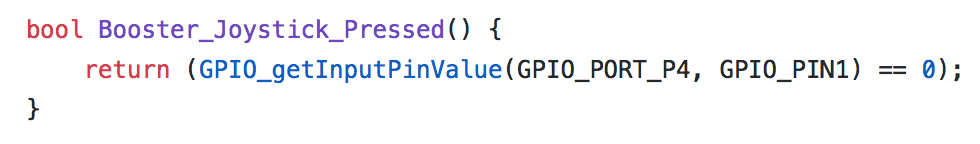 bool Booster_Joystick_Pressed() {
    return (GPIO_getInputPinValue(GPIO_PORT_P4, GPIO_PIN1) == 0);
}